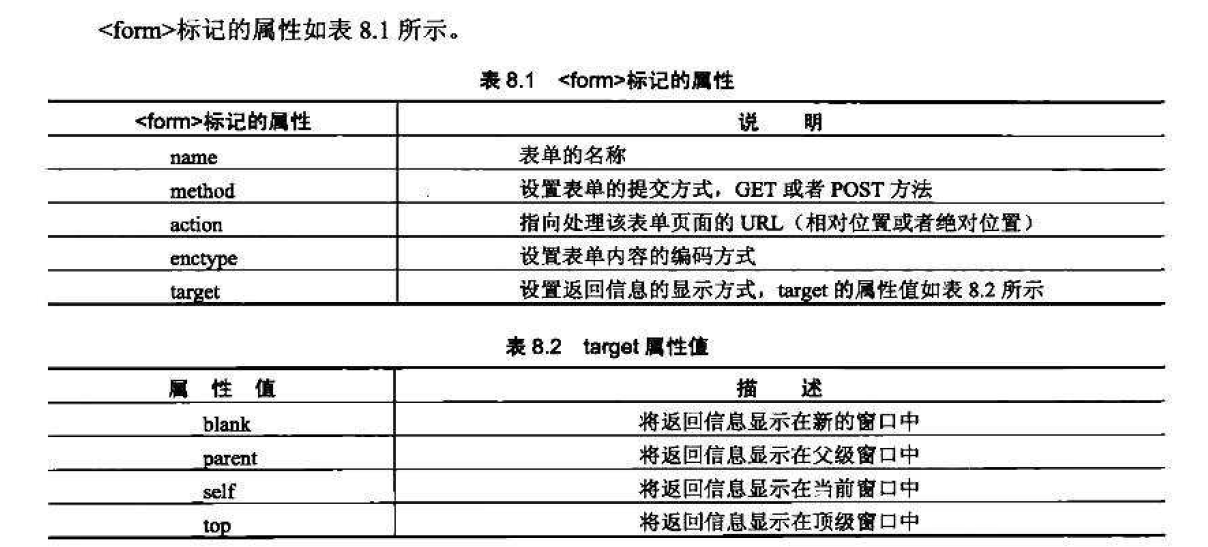 <form>标记的属性如表 8.1 所示。
表 8.1 <form>标记的属性
<form>标记的属性 说 明
name 表单的名称
method 设置表单的提交方式，GET 或者 POST 方法
action 指向处理该表单页面的 URL（相对位置或者绝对位置）
enctype 设置表单内容的编码方式
target 设置返回信息的显示方式，target 的属性值如表 8.2 所示
表 8.2 target 属性值
属 性 值 描 述
blank 将返回信息显示在新的窗口中
parent 将返回信息显示在父级窗口中
self 将返回信息显示在当前窗口中
top 将返回信息显示在顶级窗口中